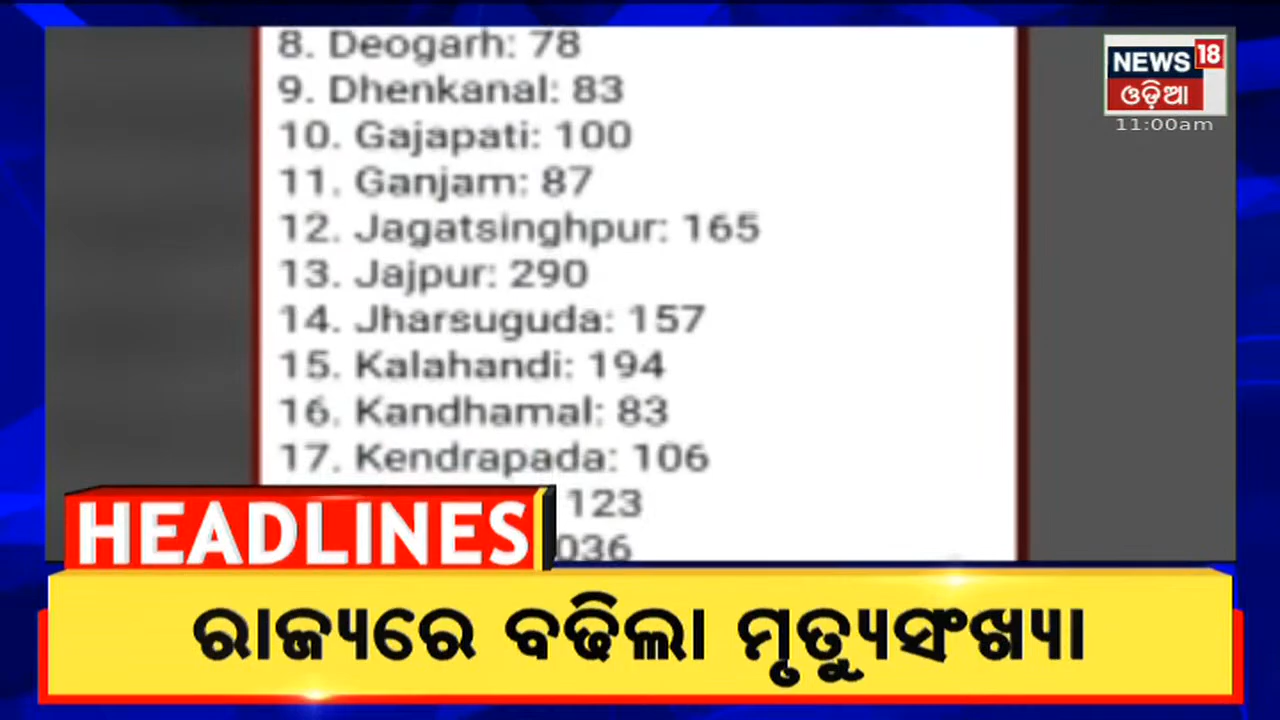 8. Deogarh: 78
9. Dhenkanal: 83
10. Gajapati: 100
11. Ganjam: 87
12. Jagatsinghpur: 165
13. Jajpur: 290
14. Jharsuguda: 157
15. Kalahandi: 194
16. Kandhamal: 83
17. Kendrapada: 106
123
036
NEWS 18
ଓଡ଼ିଆ
11:00am
HEADLINES
ରାଜ୍ୟରେ ବଢିଲା ମୃତ୍ୟୁସଂଖ୍ୟା